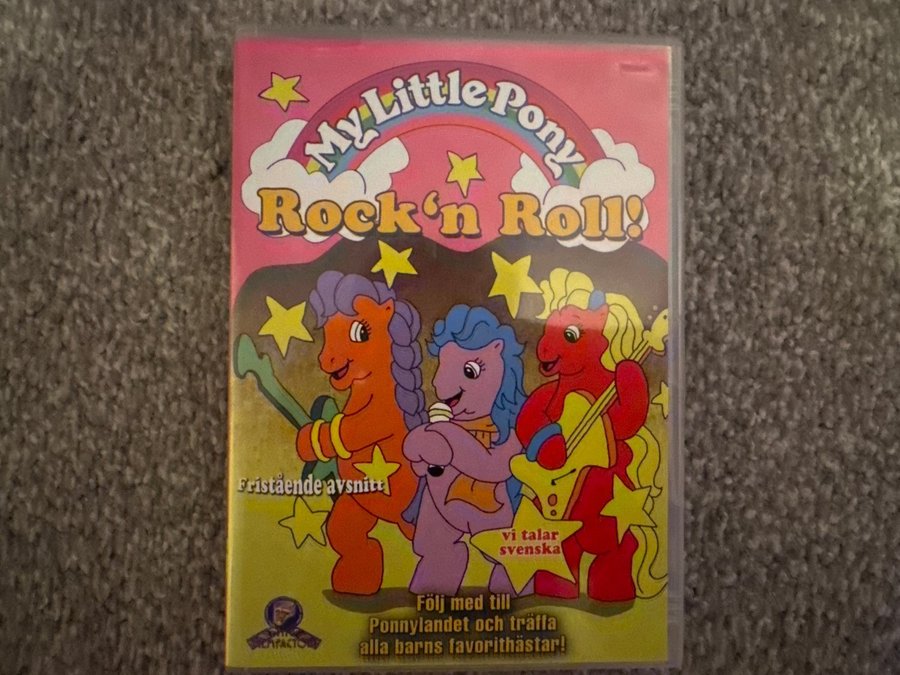 My Little Pony
Rock 'n Roll!
Fristående avsnitt
vi talar
svenska
Följ med till
Ponnylandet och träffa
alla barns favorithästar!